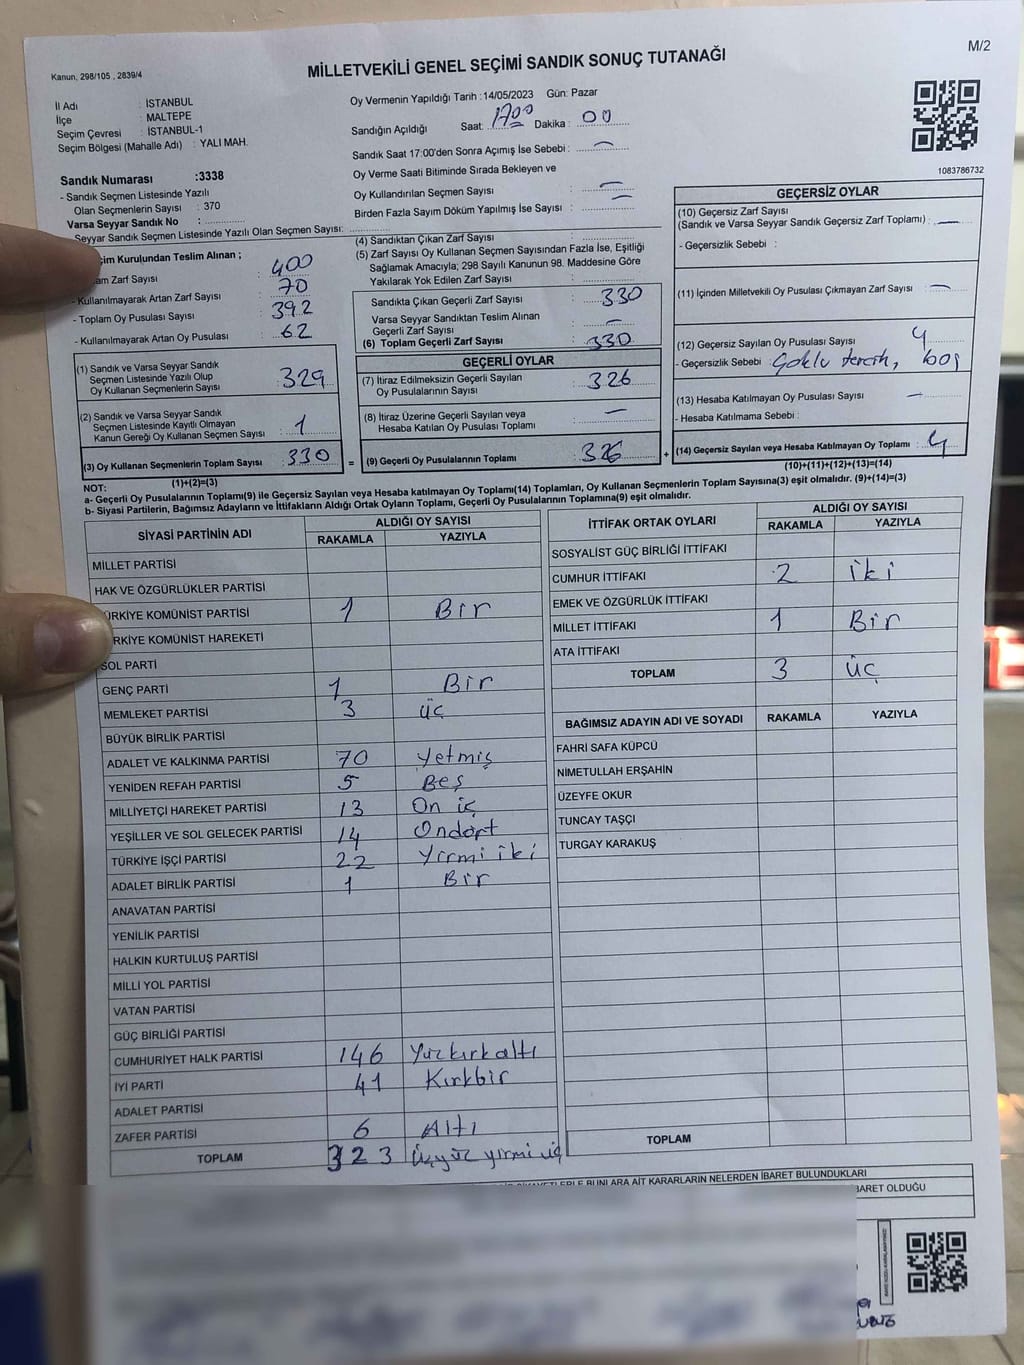 M/2
Kanun, 298/105 , 2839/4
MİLLETVEKİLİ GENEL SEÇİMİ SANDIK SONUÇ TUTANAĞI
İl Adı : İSTANBUL
İlçe : MALTEPE
Seçim Çevresi : İSTANBUL-1
Seçim Bölgesi (Mahalle Adı) : YALI MAH.
Sandık Numarası :3338
- Sandık Seçmen Listesinde Yazılı
Olan Seçmenlerin Sayısı : 370
Varsa Seyyar Sandık No :
Seyyar Sandık Seçmen Listesinde Yazılı Olan Seçmen Sayısı:
Oy Vermenin Yapıldığı Tarih :14/05/2023 Gün: Pazar
Sandığın Açıldığı Saat: 1700 Dakika : 00
Sandık Saat 17:00'den Sonra Açımış İse Sebebi : —
Oy Verme Saati Bitiminde Sırada Bekleyen ve
Oy Kullandırılan Seçmen Sayısı : —
Birden Fazla Sayım Döküm Yapılmış İse Sayısı : —
1083786732
çim Kurulundan Teslim Alınan ;
am Zarf Sayısı : 400
- Kullanılmayarak Artan Zarf Sayısı : 70
- Toplam Oy Pusulası Sayısı : 392
- Kullanılmayarak Artan Oy Pusulası : 62
(1) Sandık ve Varsa Seyyar Sandık
Seçmen Listesinde Yazılı Olup
Oy Kullanan Seçmenlerin Sayısı : 329
(2) Sandık ve Varsa Seyyar Sandık
Seçmen Listesinde Kayıtlı Olmayan
Kanun Gereği Oy Kullanan Seçmen Sayısı : 1
(3) Oy Kullanan Seçmenlerin Toplam Sayısı : 330
(1)+(2)=(3)
(4) Sandıktan Çıkan Zarf Sayısı :
(5) Zarf Sayısı Oy Kullanan Seçmen Sayısından Fazla İse, Eşitliği
Sağlamak Amacıyla; 298 Sayılı Kanunun 98. Maddesine Göre
Yakılarak Yok Edilen Zarf Sayısı :
Sandıkta Çıkan Geçerli Zarf Sayısı : 330
Varsa Seyyar Sandıktan Teslim Alınan
Geçerli Zarf Sayısı : —
(6) Toplam Geçerli Zarf Sayısı : 330
GEÇERLİ OYLAR
(7) İtiraz Edilmeksizin Geçerli Sayılan
Oy Pusulalarının Sayısı : 326
(8) İtiraz Üzerine Geçerli Sayılan veya
Hesaba Katılan Oy Pusulası Toplamı : —
= (9) Geçerli Oy Pusulalarının Toplamı : 326
GEÇERSİZ OYLAR
(10) Geçersiz Zarf Sayısı
(Sandık ve Varsa Seyyar Sandık Geçersiz Zarf Toplamı) : —
- Geçersizlik Sebebi :
(11) İçinden Milletvekili Oy Pusulası Çıkmayan Zarf Sayısı : —
(12) Geçersiz Sayılan Oy Pusulası Sayısı : 4
- Geçersizlik Sebebi : Çoklu tercih, boş
(13) Hesaba Katılmayan Oy Pusulası Sayısı : —
- Hesaba Katılmama Sebebi :
+ (14) Geçersiz Sayılan veya Hesaba Katılmayan Oy Toplamı : 4
(10)+(11)+(12)+(13)=(14)
NOT:
a- Geçerli Oy Pusulalarının Toplamı(9) ile Geçersiz Sayılan veya Hesaba katılmayan Oy Toplamı(14) Toplamları, Oy Kullanan Seçmenlerin Toplam Sayısına(3) eşit olmalıdır. (9)+(14)=(3)
b- Siyasi Partilerin, Bağımsız Adayların ve İttifakların Aldığı Ortak Oyların Toplamı, Geçerli Oy Pusulalarının Toplamına(9) eşit olmalıdır.
SİYASİ PARTİNİN ADI ALDIĞI OY SAYISI
RAKAMLA YAZIYLA
MİLLET PARTİSİ
HAK VE ÖZGÜRLÜKLER PARTİSİ
ÜRKİYE KOMÜNİST PARTİSİ 1 Bir
RKİYE KOMÜNİST HAREKETİ
SOL PARTİ
GENÇ PARTİ 1 Bir
MEMLEKET PARTİSİ 3 üç
BÜYÜK BİRLİK PARTİSİ
ADALET VE KALKINMA PARTİSİ 70 Yetmiş
YENİDEN REFAH PARTİSİ 5 Beş
MİLLİYETÇİ HAREKET PARTİSİ 13 On üç
YEŞİLLER VE SOL GELECEK PARTİSİ 14 Ondört
TÜRKİYE İŞÇİ PARTİSİ 22 Yirmi iki
ADALET BİRLİK PARTİSİ 1 Bir
ANAVATAN PARTİSİ
YENİLİK PARTİSİ
HALKIN KURTULUŞ PARTİSİ
MİLLİ YOL PARTİSİ
VATAN PARTİSİ
GÜÇ BİRLİĞİ PARTİSİ
CUMHURİYET HALK PARTİSİ 146 Yüzkırkaltı
İYİ PARTİ 41 Kırkbir
ADALET PARTİSİ
ZAFER PARTİSİ 6 Altı
TOPLAM 323 Üçyüz yirmi üç
İTTİFAK ORTAK OYLARI ALDIĞI OY SAYISI
RAKAMLA YAZIYLA
SOSYALİST GÜÇ BİRLİĞİ İTTİFAKI
CUMHUR İTTİFAKI 2 iki
EMEK VE ÖZGÜRLÜK İTTİFAKI
MİLLET İTTİFAKI 1 Bir
ATA İTTİFAKI
TOPLAM 3 üç
BAĞIMSIZ ADAYIN ADI VE SOYADI RAKAMLA YAZIYLA
FAHRİ SAFA KÜPCÜ
NİMETULLAH ERŞAHİN
ÜZEYFE OKUR
TUNCAY TAŞÇI
TURGAY KARAKUŞ
TOPLAM
BUNLARA AİT KARARLARIN NELERDEN İBARET BULUNDUKLARI
BARET OLDUĞU